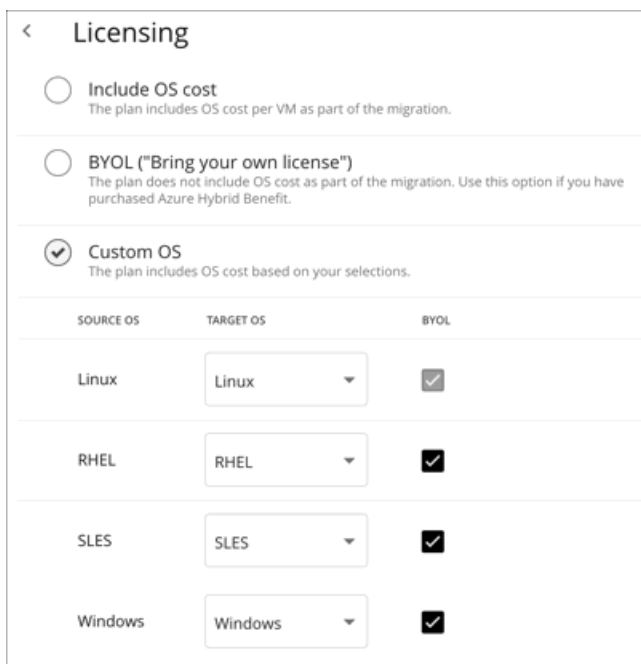 Licensing
Include OS cost
The plan includes OS cost per VM as part of the migration.
BYOL ("Bring your own license")
The plan does not include OS cost as part of the migration. Use this option if you have
purchased Azure Hybrid Benefit.
Custom OS
The plan includes OS cost based on your selections.
SOURCE OS TARGET OS BYOL
Linux Linux
RHEL RHEL
SLES SLES
Windows Windows